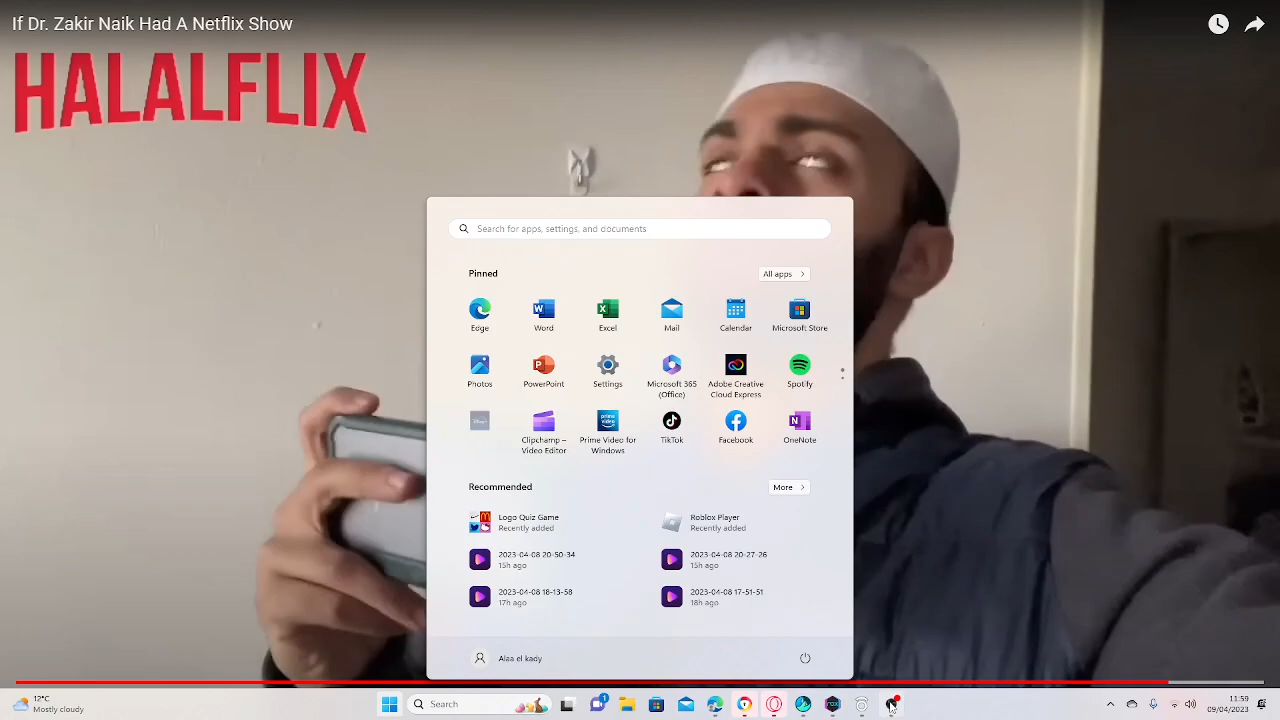 If Dr. Zakir Naik Had A Netflix Show
HALALFLIX
Search for apps, settings, and documents
Pinned
All apps
Edge
Word
Excel
Mail
Calendar
Microsoft Store
Photos
PowerPoint
Settings
Microsoft 365
(Office)
Adobe Creative
Cloud Express
Spotify
Clipchamp –
Video Editor
prime video
Prime Video for
Windows
TikTok
Facebook
OneNote
Recommended
More
Logo Quiz Game
Recently added
Roblox Player
Recently added
2023-04-08 20-50-34
15h ago
2023-04-08 20-27-26
15h ago
2023-04-08 18-13-58
17h ago
2023-04-08 17-51-51
18h ago
Alaa el kady
12°C
Mostly cloudy
Search
1
11:59
09/04/2023